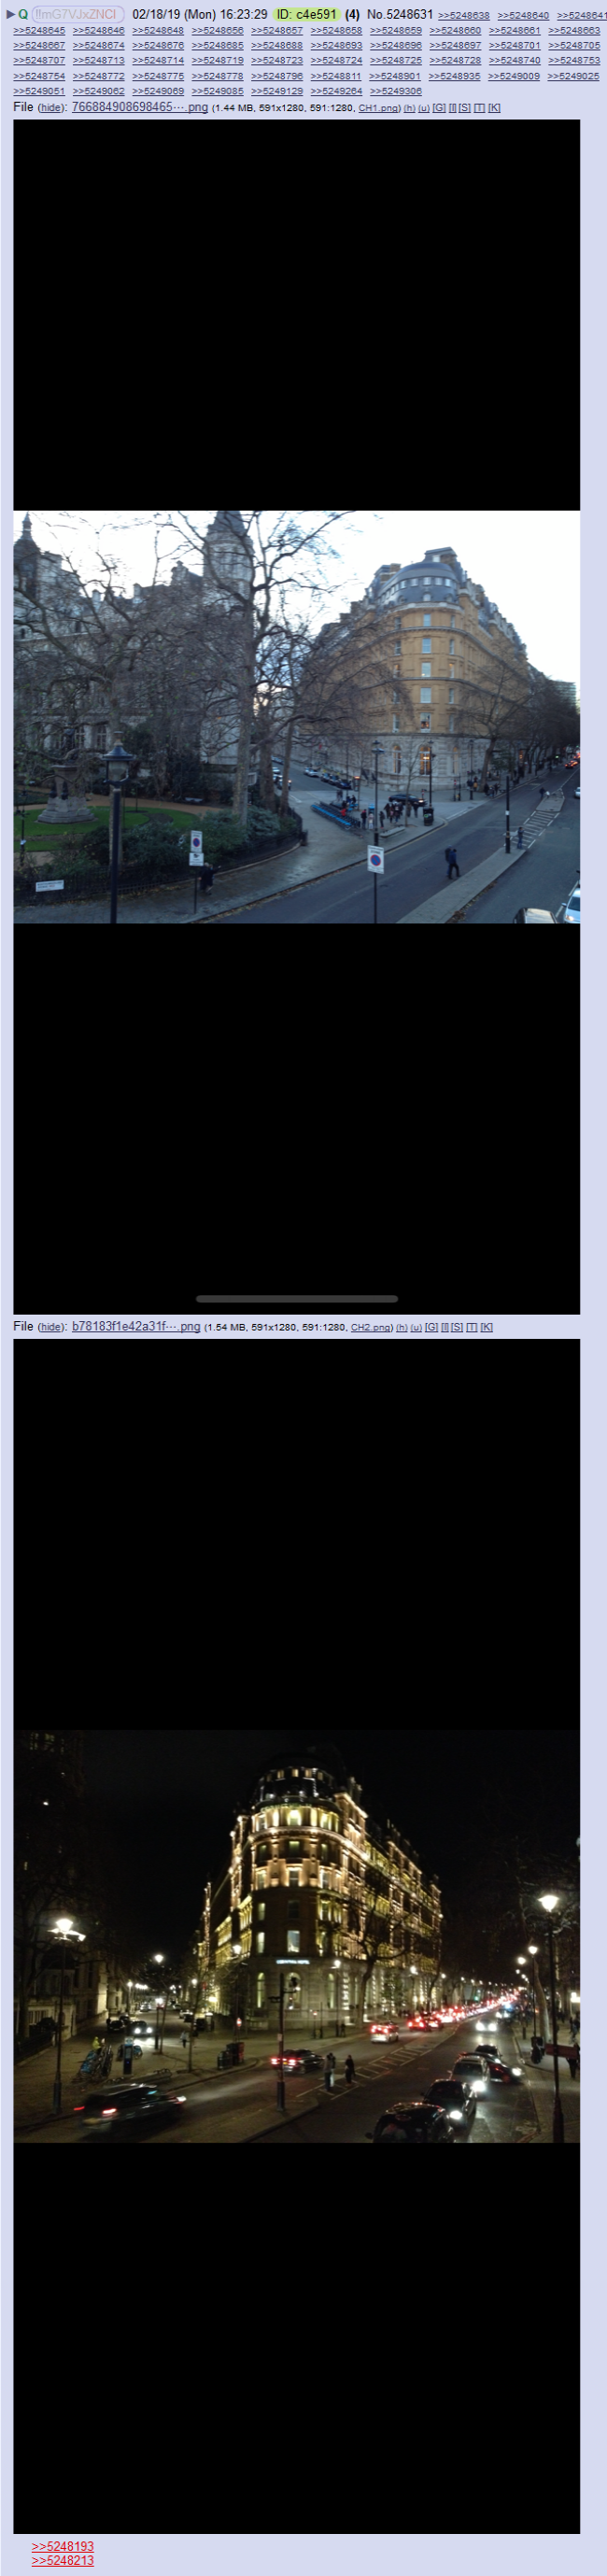 ▶ Q !!mG7VJxZNCI 02/18/19 (Mon) 16:23:29 ID: c4e591 (4) No.5248631 >>5248638 >>5248640 >>5248641
>>5248645 >>5248646 >>5248648 >>5248656 >>5248657 >>5248658 >>5248659 >>5248660 >>5248661 >>5248663
>>5248667 >>5248674 >>5248676 >>5248685 >>5248688 >>5248693 >>5248696 >>5248697 >>5248701 >>5248705
>>5248707 >>5248713 >>5248714 >>5248719 >>5248723 >>5248724 >>5248725 >>5248728 >>5248740 >>5248753
>>5248754 >>5248772 >>5248775 >>5248778 >>5248796 >>5248811 >>5248901 >>5248935 >>5249009 >>5249025
>>5249051 >>5249062 >>5249069 >>5249085 >>5249129 >>5249264 >>5249306
File (hide): 766884908698465⋯.png (1.44 MB, 591x1280, 591:1280, CH1.png) (h) (u) [G] [I] [S] [T] [K]
File (hide): b78183f1e42a31f⋯.png (1.54 MB, 591x1280, 591:1280, CH2.png) (h) (u) [G] [I] [S] [T] [K]
>>5248193
>>5248213